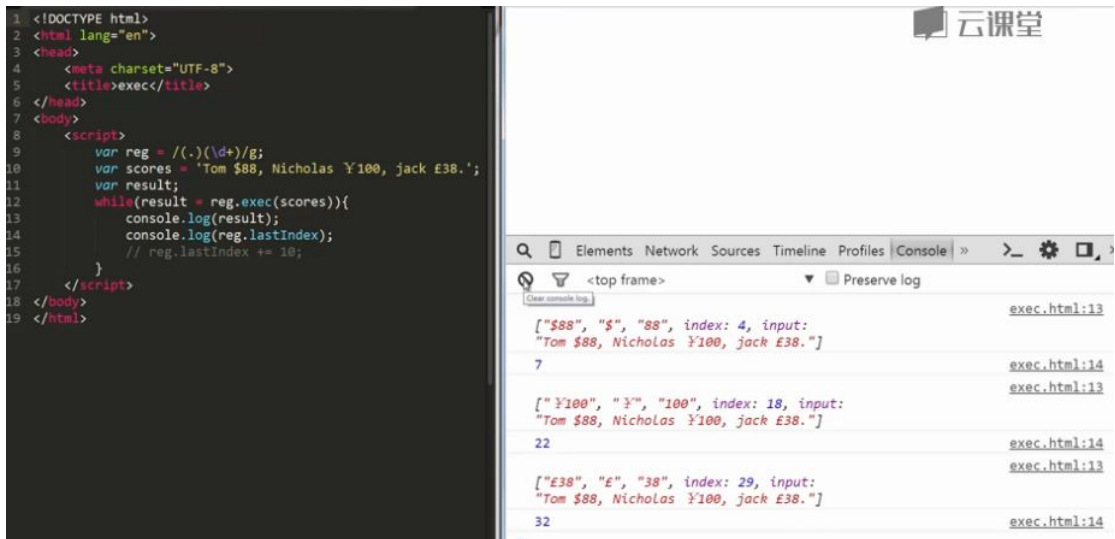 云课堂
1 <!DOCTYPE html>
2 <html lang="en">
3 <head>
4     <meta charset="UTF-8">
5     <title>exec</title>
6 </head>
7 <body>
8     <script>
9         var reg = /(.)(\d+)/g;
10         var scores = 'Tom $88, Nicholas ¥100, jack £38.';
11         var result;
12         while(result = reg.exec(scores)){
13             console.log(result);
14             console.log(reg.lastIndex);
15             // reg.lastIndex += 10;
16         }
17     </script>
18 </body>
19 </html>
Elements Network Sources Timeline Profiles Console »
<top frame> ▼ Preserve log
Clear console log.
exec.html:13
["$88", "$", "88", index: 4, input:
"Tom $88, Nicholas ¥100, jack £38."]
7 exec.html:14
exec.html:13
["¥100", "¥", "100", index: 18, input:
"Tom $88, Nicholas ¥100, jack £38."]
22 exec.html:14
exec.html:13
["£38", "£", "38", index: 29, input:
"Tom $88, Nicholas ¥100, jack £38."]
32 exec.html:14